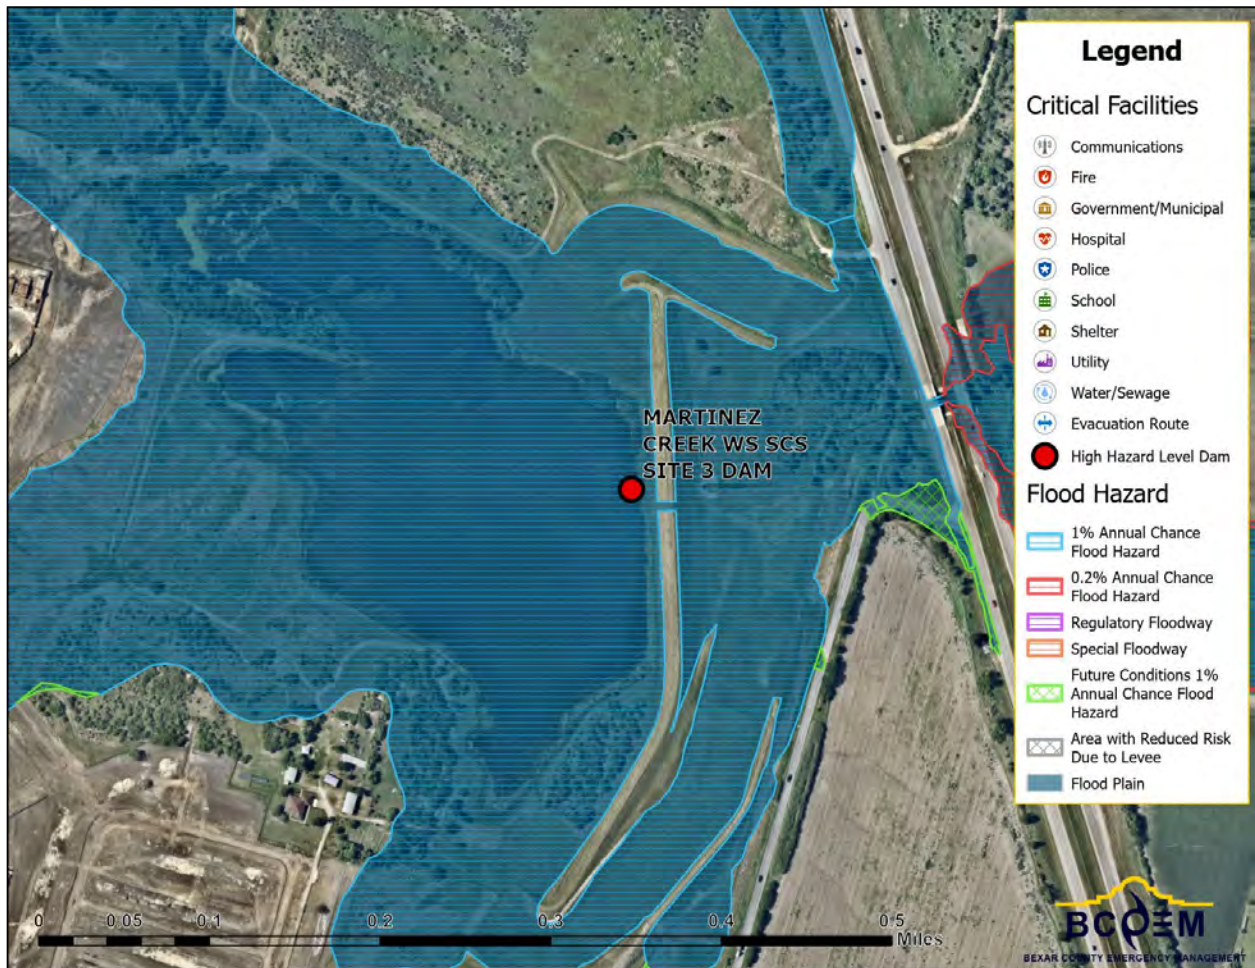 Legend
Critical Facilities
Communications
Fire
Government/Municipal
Hospital
Police
School
Shelter
Utility
Water/Sewage
Evacuation Route
High Hazard Level Dam
Flood Hazard
1% Annual Chance
Flood Hazard
0.2% Annual Chance
Flood Hazard
Regulatory Floodway
Special Floodway
Future Conditions 1%
Annual Chance Flood
Hazard
Area with Reduced Risk
Due to Levee
Flood Plain
MARTINEZ
CREEK WS SCS
SITE 3 DAM
0 0.05 0.1 0.2 0.3 0.4 0.5
Miles
BCOEM
BEXAR COUNTY EMERGENCY MANAGEMENT